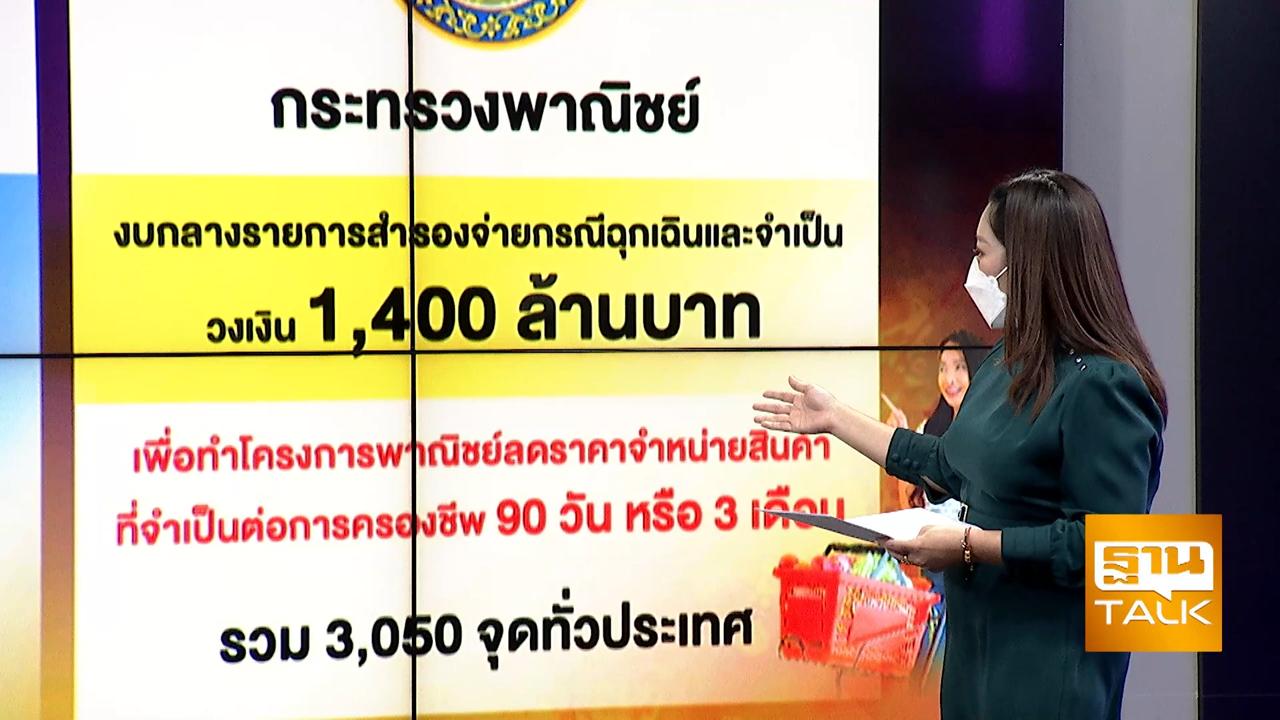 กระทรวงพาณิชย์
งบกลางรายการสำรองจ่ายกรณีฉุกเฉินและจำเป็น
วงเงิน 1,400 ล้านบาท
เพื่อทำโครงการพาณิชย์ลดราคาจำหน่ายสินค้า
ที่จำเป็นต่อการครองชีพ 90 วัน หรือ 3 เดือน
รวม 3,050 จุดทั่วประเทศ
ฐาน
TALK